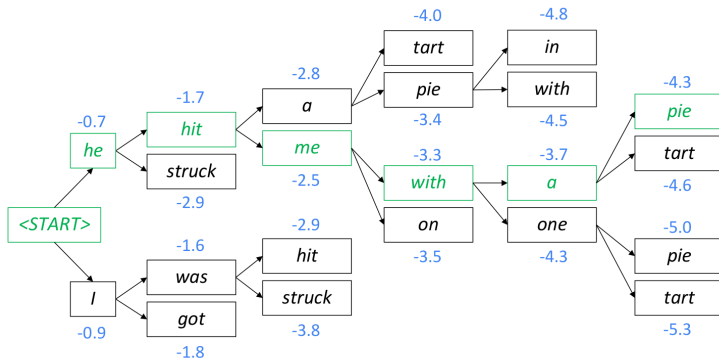 -4.0
-4.8
tart
in
-2.8
-4.3
-1.7
a
pie
with
pie
-0.7
hit
-3.4
-4.5
he
me
-3.3
-3.7
tart
struck
-2.5
with
a
-4.6
-2.9
<START>
-2.9
on
one
-5.0
-1.6
hit
-3.5
-4.3
pie
was
I
struck
tart
got
-0.9
-3.8
-5.3
-1.8